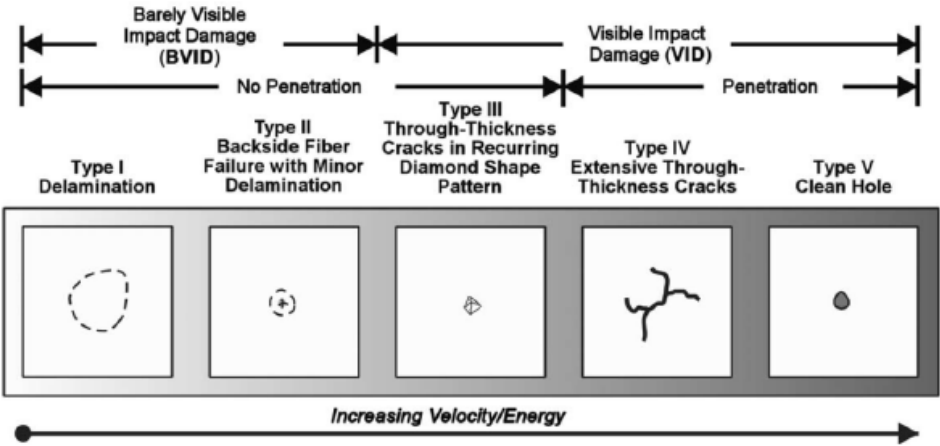 Barely Visible
Impact Damage
(BVID)
Visible Impact
Damage (VID)
No Penetration
Penetration
Type I
Delamination
Type II
Backside Fiber
Failure with Minor
Delamination
Type III
Through-Thickness
Cracks in Recurring
Diamond Shape
Pattern
Type IV
Extensive Through-
Thickness Cracks
Type V
Clean Hole
Increasing Velocity/Energy